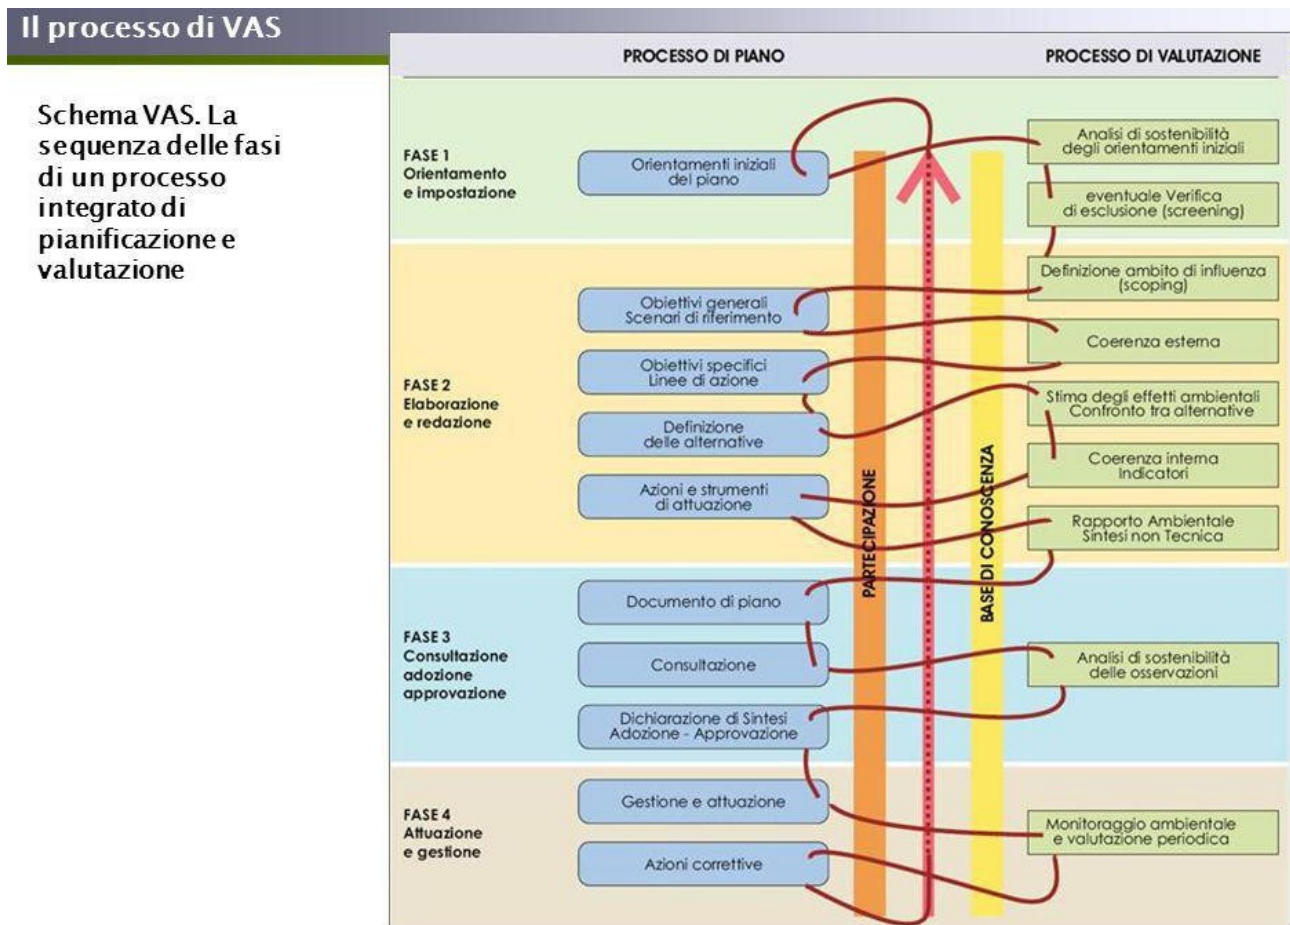 Il processo di VAS
Schema VAS. La
sequenza delle fasi
di un processo
integrato di
pianificazione e
valutazione
PROCESSO DI PIANO
PROCESSO DI VALUTAZIONE
FASE 1
Orientamento
e impostazione
Orientamenti iniziali
del piano
Analisi di sostenibilità
degli orientamenti iniziali
eventuale Verifica
di esclusione (screening)
FASE 2
Elaborazione
e redazione
Definizione ambito di influenza
(scoping)
Obiettivi generali
Scenari di riferimento
Coerenza esterna
Obiettivi specifici
Linee di azione
Stima degli effetti ambientali
Confronto tra alternative
Definizione
delle alternative
Coerenza interna
Indicatori
Azioni e strumenti
di attuazione
Rapporto Ambientale
Sintesi non Tecnica
PARTECIPAZIONE
BASE DI CONOSCENZA
FASE 3
Consultazione
adozione
approvazione
Documento di piano
Consultazione
Analisi di sostenibilità
delle osservazioni
Dichiarazione di Sintesi
Adozione - Approvazione
FASE 4
Attuazione
e gestione
Gestione e attuazione
Monitoraggio ambientale
e valutazione periodica
Azioni correttive